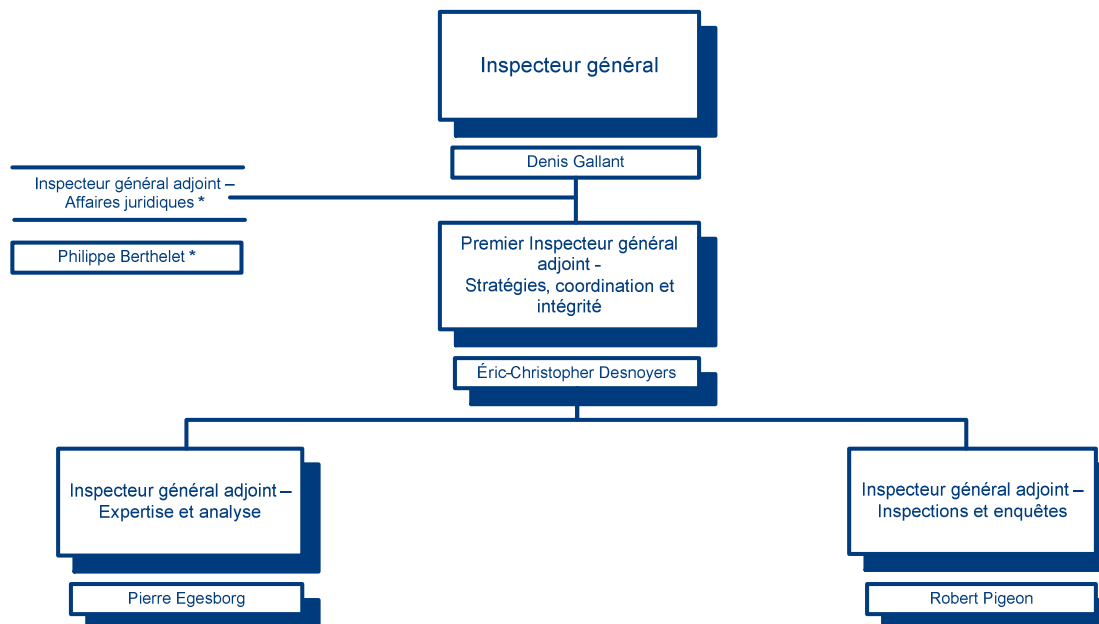 Inspecteur général
Denis Gallant
Inspecteur général adjoint –
Affaires juridiques *
Philippe Berthelet *
Premier Inspecteur général
adjoint -
Stratégies, coordination et
intégrité
Éric-Christopher Desnoyers
Inspecteur général adjoint –
Expertise et analyse
Pierre Egesborg
Inspecteur général adjoint –
Inspections et enquêtes
Robert Pigeon